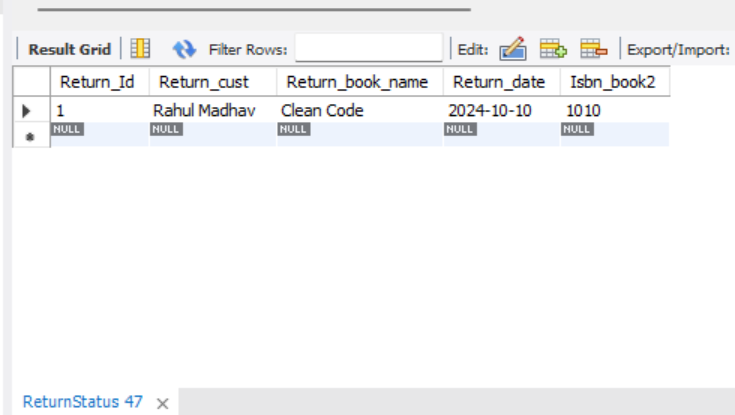 Result Grid Filter Rows: Edit: Export/Import:
Return_Id Return_cust Return_book_name Return_date Isbn_book2
1 Rahul Madhav Clean Code 2024-10-10 1010
NULL NULL NULL NULL NULL
ReturnStatus 47